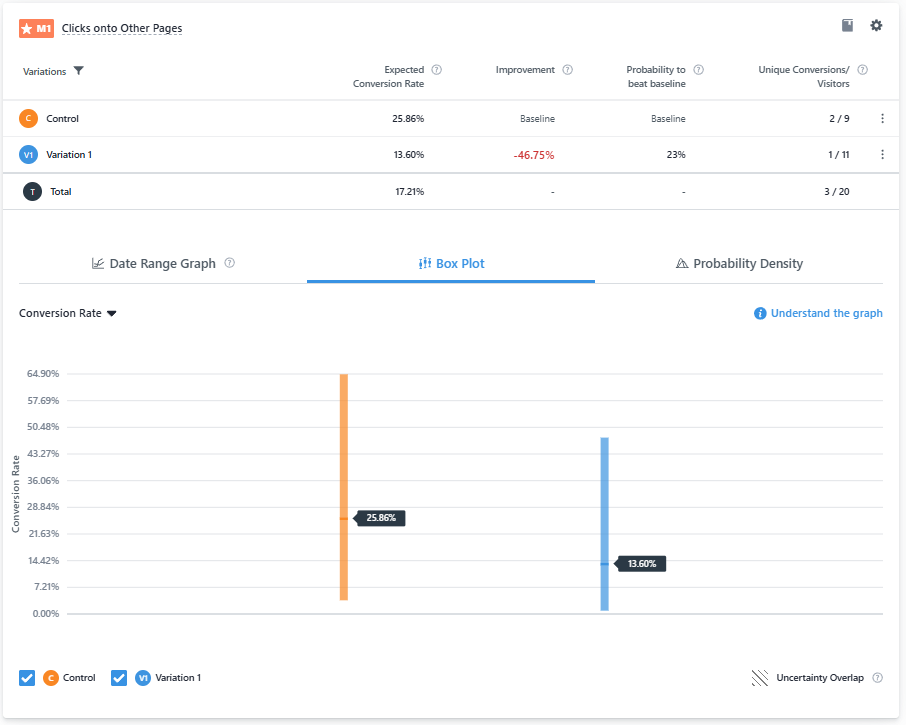 M1 Clicks onto Other Pages
Variations
Expected Conversion Rate
Improvement
Probability to beat baseline
Unique Conversions/ Visitors
C Control 25.86% Baseline Baseline 2 / 9
V1 Variation 1 13.60% -46.75% 23% 1 / 11
T Total 17.21% - - 3 / 20
Date Range Graph
Box Plot
Probability Density
Conversion Rate
Understand the graph
64.90%
57.69%
50.48%
43.27%
36.06%
28.84%
21.63%
14.42%
7.21%
0.00%
Conversion Rate
25.86%
13.60%
C Control
V1 Variation 1
Uncertainty Overlap